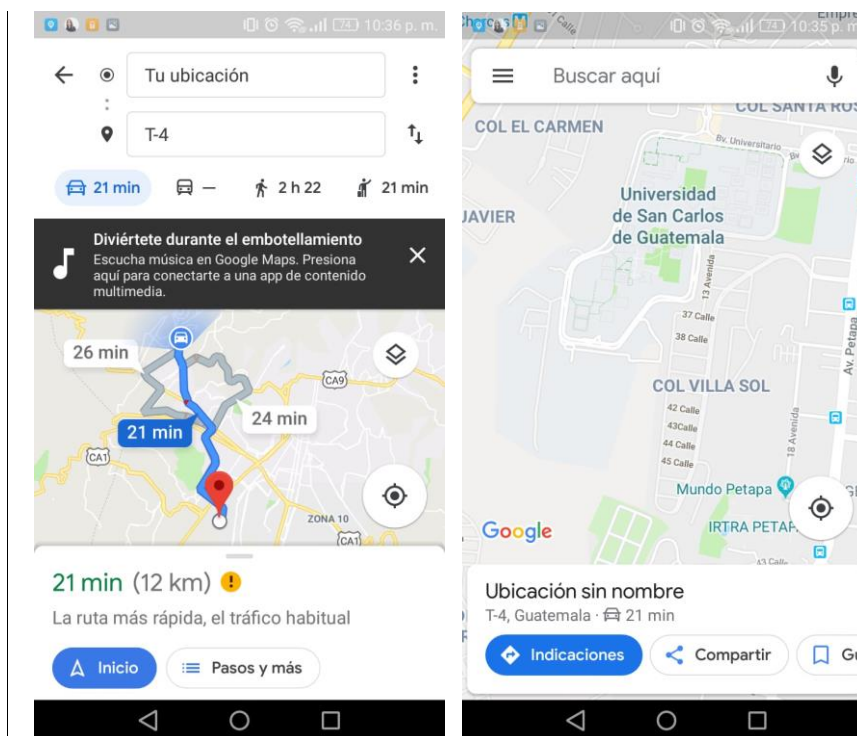 74 10:36 p. m.
Tu ubicación
T-4
21 min
—
2 h 22
21 min
Diviértete durante el embotellamiento
Escucha música en Google Maps. Presiona
aquí para conectarte a una app de contenido
multimedia.
26 min
CA9
24 min
21 min
CA1
ZONA 10
CA1
21 min (12 km)
La ruta más rápida, el tráfico habitual
Inicio
Pasos y más
74 10:35 p. m.
Buscar aquí
COL SANTA ROS
COL EL CARMEN
Bv. Universitario
Universidad
de San Carlos
de Guatemala
JAVIER
13 Avenida
37 Calle
38 Calle
Av. Petapa
COL VILLA SOL
42 Calle
43Calle
44 Calle
45 Calle
18 Avenida
Mundo Petapa
IRTRA PETAP
Google
Ubicación sin nombre
T-4, Guatemala · 21 min
Indicaciones
Compartir
Gu